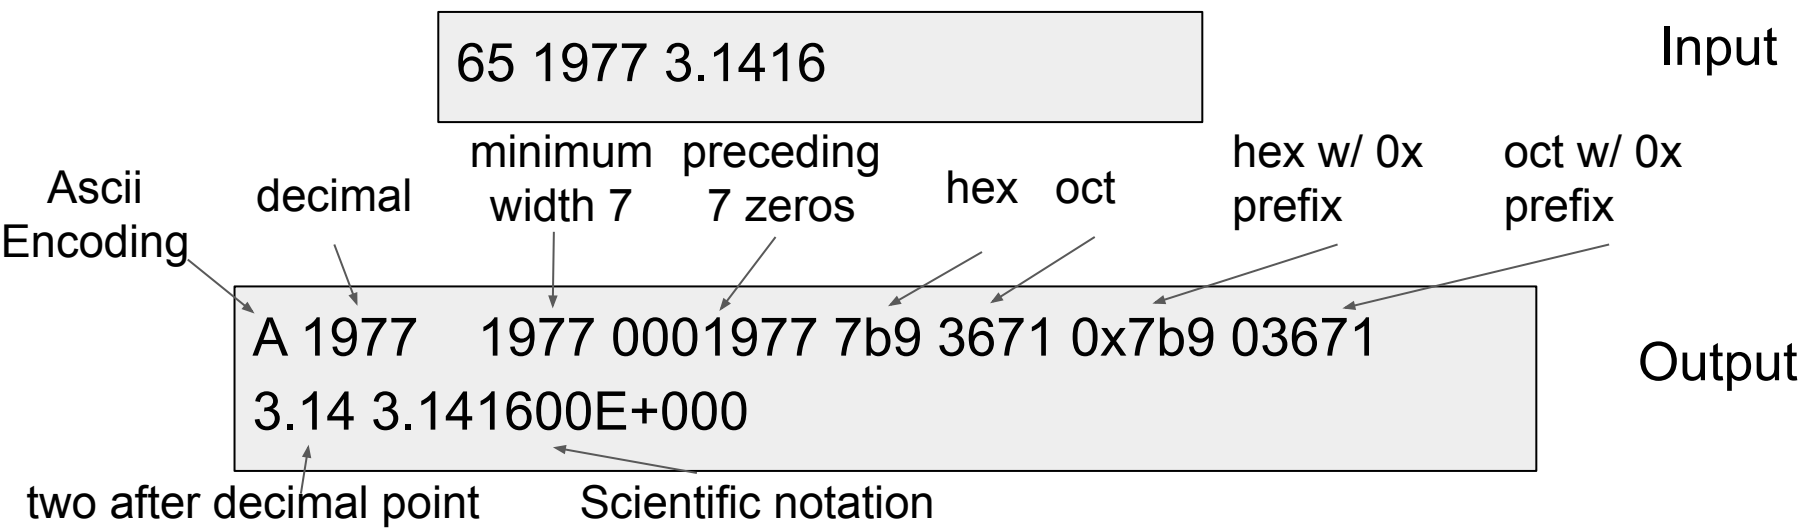 65 1977 3.1416
Input
Ascii
Encoding
decimal
minimum
width 7
preceding
7 zeros
hex
oct
hex w/ 0x
prefix
oct w/ 0x
prefix
A 1977    1977 0001977 7b9 3671 0x7b9 03671
3.14 3.141600E+000
Output
two after decimal point
Scientific notation